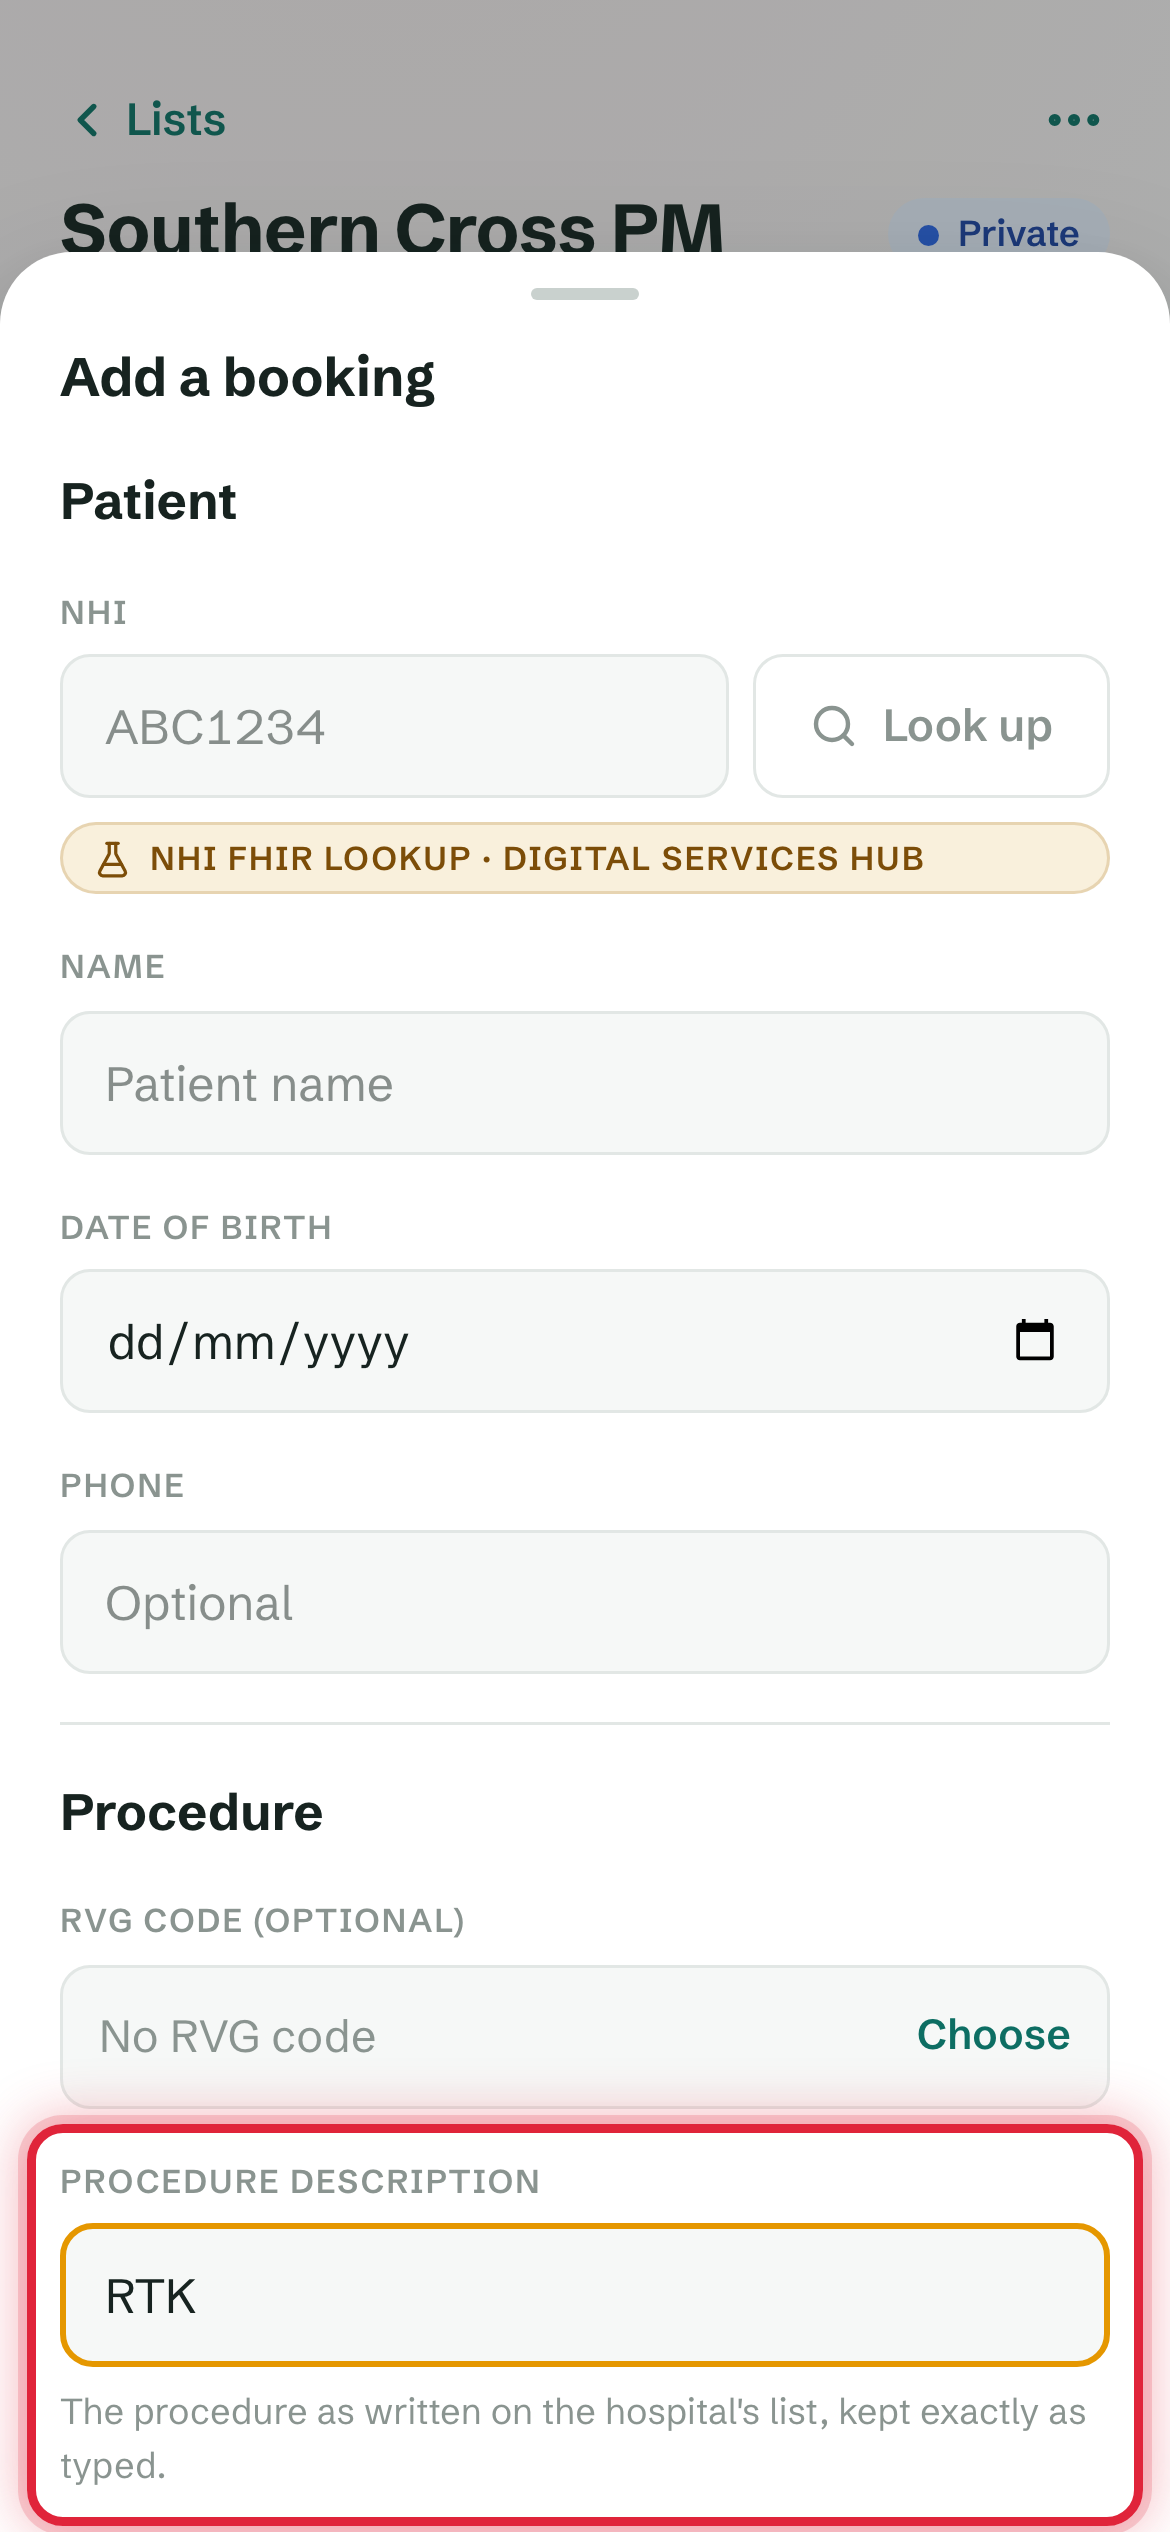 Lists
Southern Cross PM
Private
Add a booking
Patient
NHI
ABC1234
Look up
NHI FHIR LOOKUP · DIGITAL SERVICES HUB
NAME
Patient name
DATE OF BIRTH
dd/mm/yyyy
PHONE
Optional
Procedure
RVG CODE (OPTIONAL)
No RVG code
Choose
PROCEDURE DESCRIPTION
RTK
The procedure as written on the hospital's list, kept exactly as
typed.